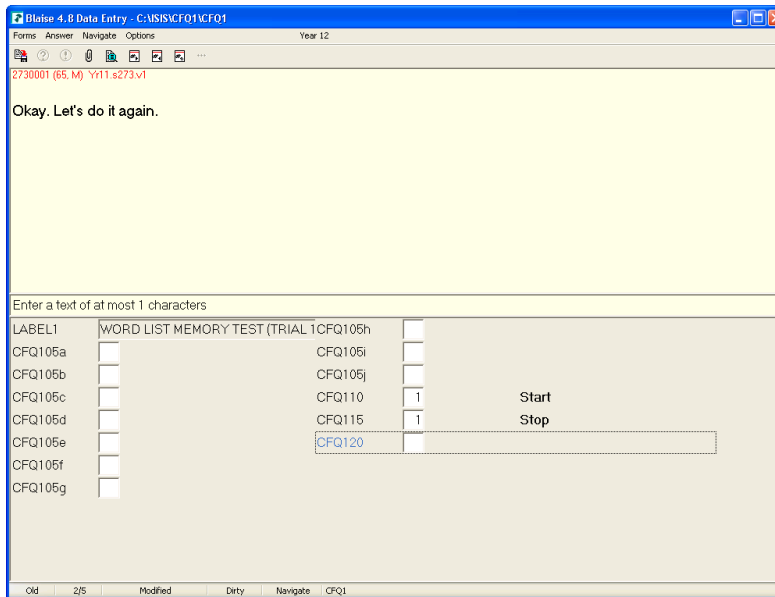 Blaise 4.8 Data Entry - C:\ISIS\CFQ1\CFQ1
Forms Answer Navigate Options Year 12
2730001 (65, M) Yr11.s273.v1
Okay. Let's do it again.
Enter a text of at most 1 characters
LABEL1 WORD LIST MEMORY TEST (TRIAL 1 CFQ105h
CFQ105a CFQ105i
CFQ105b CFQ105j
CFQ105c CFQ110 1 Start
CFQ105d CFQ115 1 Stop
CFQ105e CFQ120
CFQ105f
CFQ105g
Old 2/5 Modified Dirty Navigate CFQ1